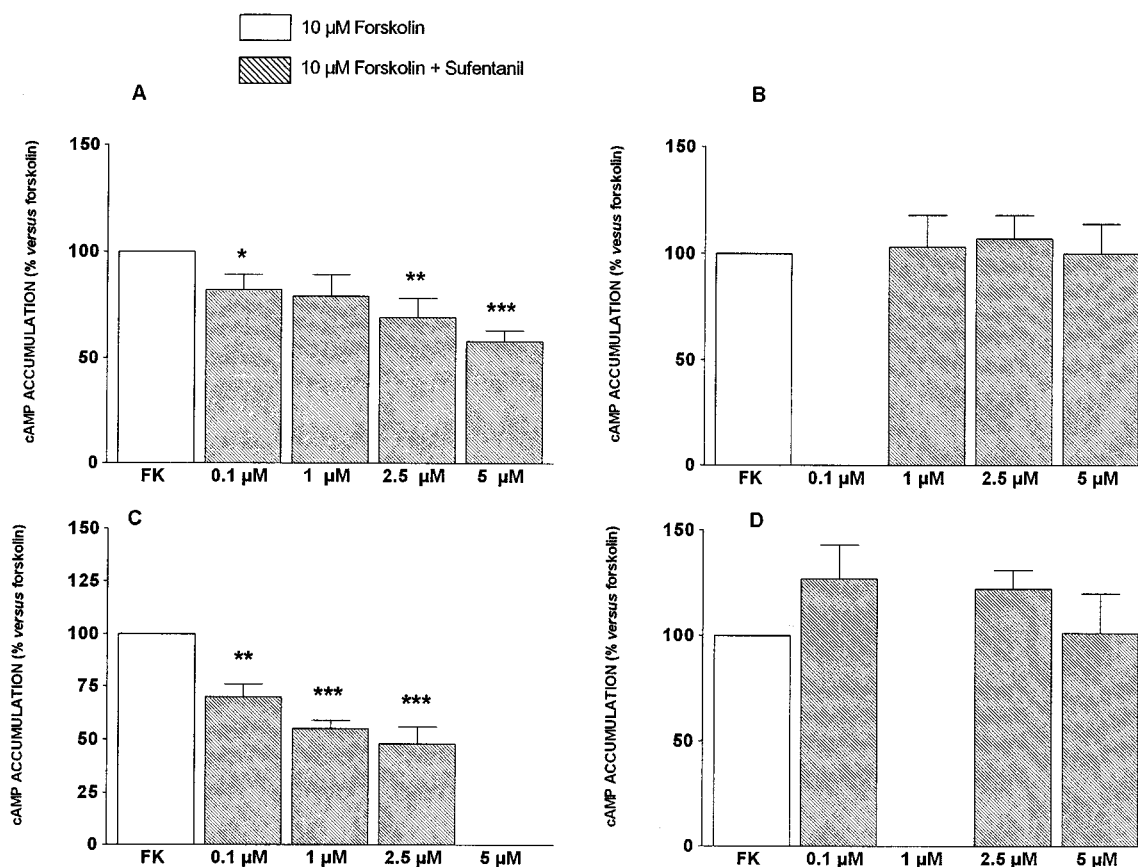 10 µM Forskolin
10 µM Forskolin + Sufentanil
A
cAMP ACCUMULATION (% versus forskolin)
150
100
50
0
*
**
***
FK 0.1 µM 1 µM 2.5 µM 5 µM
B
cAMP ACCUMULATION (% vesus forskolin)
150
100
50
0
FK 0.1 µM 1 µM 2.5 µM 5 µM
C
cAMP ACCUMULATION (% versus forskolin)
150
125
100
75
50
25
0
**
***
***
FK 0.1 µM 1 µM 2.5 µM 5 µM
D
cAMP ACCUMULATION (% versus forskolin)
150
100
50
0
FK 0.1 µM 1 µM 2.5 µM 5 µM